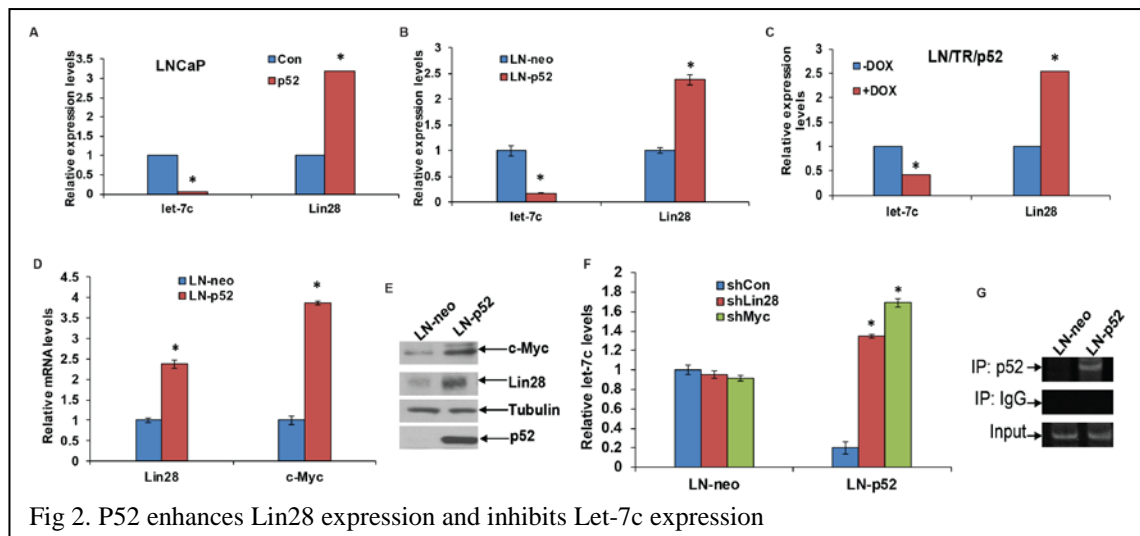 A
LNCaP
Con
p52
Relative expression levels
3.5
3
2.5
2
1.5
1
0.5
0
*
*
let-7c
Lin28
B
LN-neo
LN-p52
Relative expression levels
3
2.5
2
1.5
1
0.5
0
*
*
let-7c
Lin28
C
LN/TR/p52
-DOX
+DOX
Relative expression levels
3
2.5
2
1.5
1
0.5
0
*
*
let-7c
Lin28
D
LN-neo
LN-p52
Relative mRNA levels
4.5
4
3.5
3
2.5
2
1.5
1
0.5
0
*
*
Lin28
c-Myc
E
LN-neo
LN-p52
c-Myc
Lin28
Tubulin
p52
F
shCon
shLin28
shMyc
Relative let-7c levels
2
1.8
1.6
1.4
1.2
1
0.8
0.6
0.4
0.2
0
*
*
LN-neo
LN-p52
G
LN-neo
LN-p52
IP: p52
IP: IgG
Input
Fig 2. P52 enhances Lin28 expression and inhibits Let-7c expression